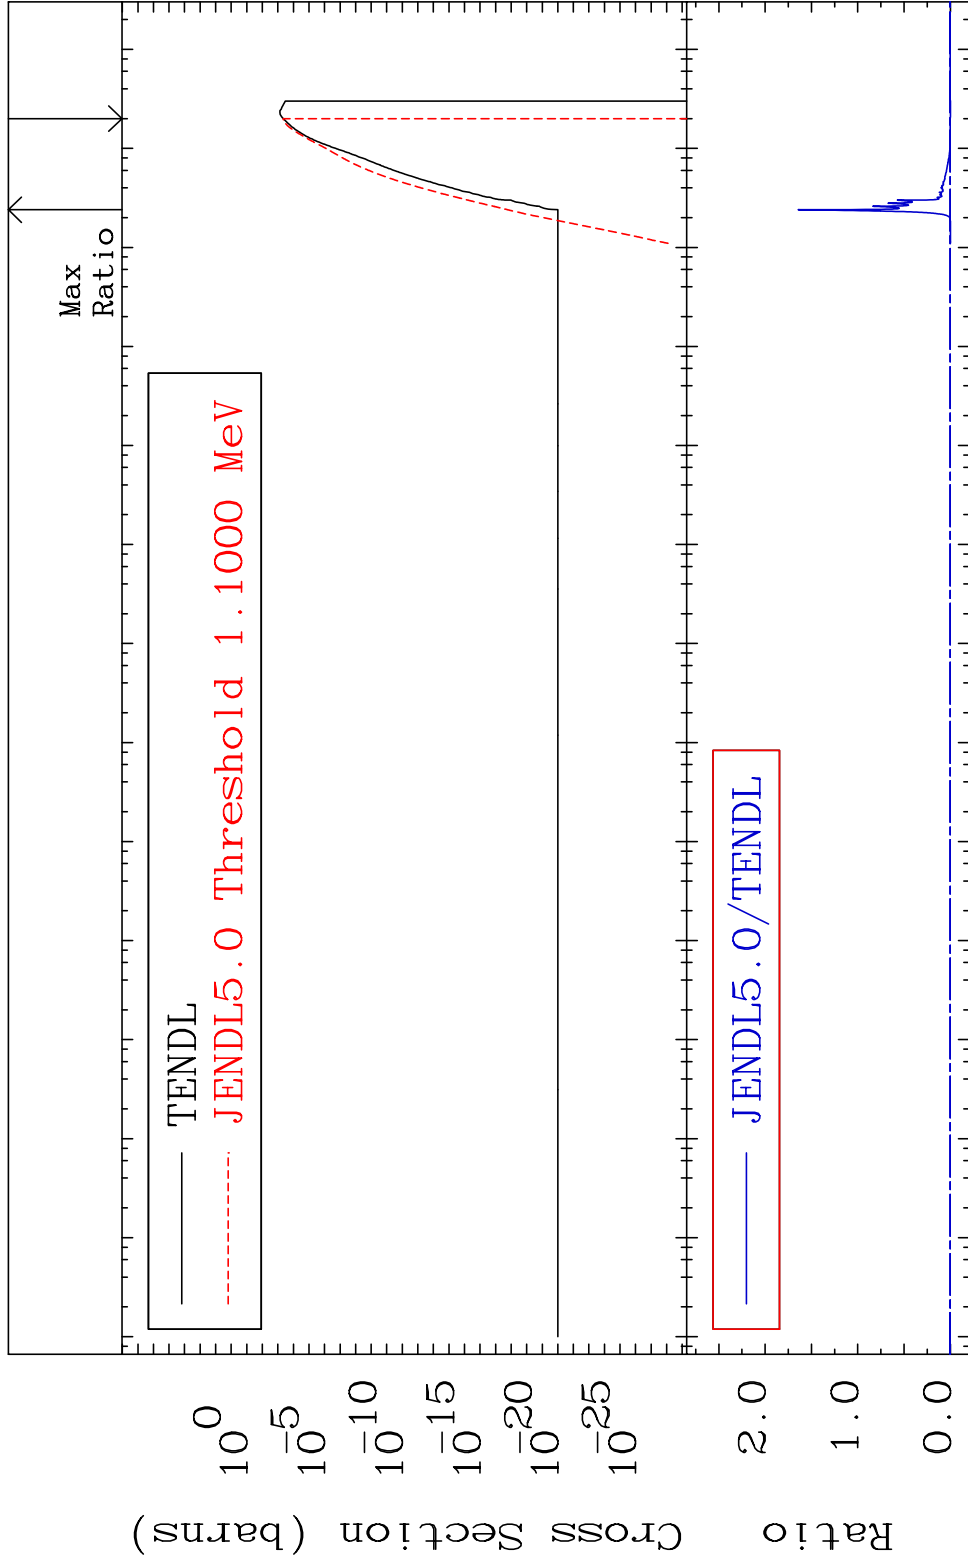 Max
Ratio
TENDL
JENDL5.0 Threshold 1.1000 MeV
10^0
10^-5
10^-10
10^-15
10^-20
10^-25
Cross Section (barns)
JENDL5.0/TENDL
2.0
1.0
0.0
Ratio